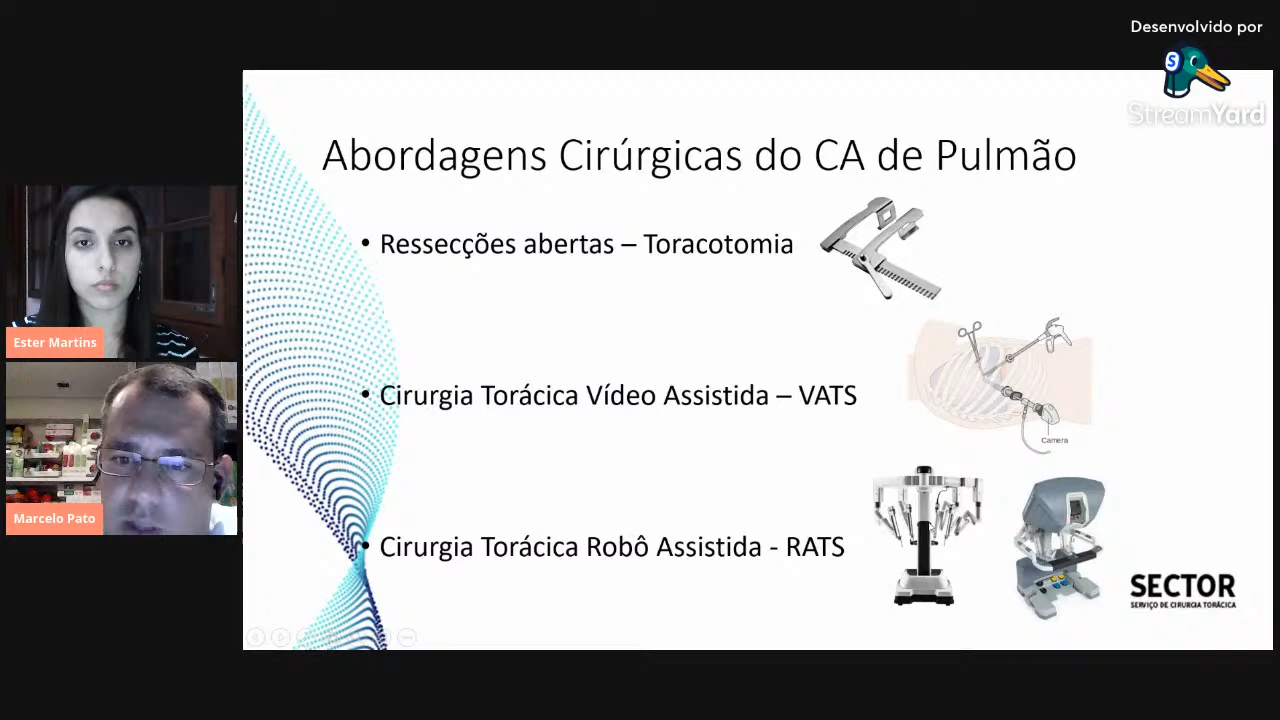 Desenvolvido por
StreamYard
Abordagens Cirúrgicas do CA de Pulmão
• Ressecções abertas – Toracotomia
• Cirurgia Torácica Vídeo Assistida – VATS
Camera
• Cirurgia Torácica Robô Assistida - RATS
SECTOR
SERVIÇO DE CIRURGIA TORÁCICA
Ester Martins
Marcelo Pato